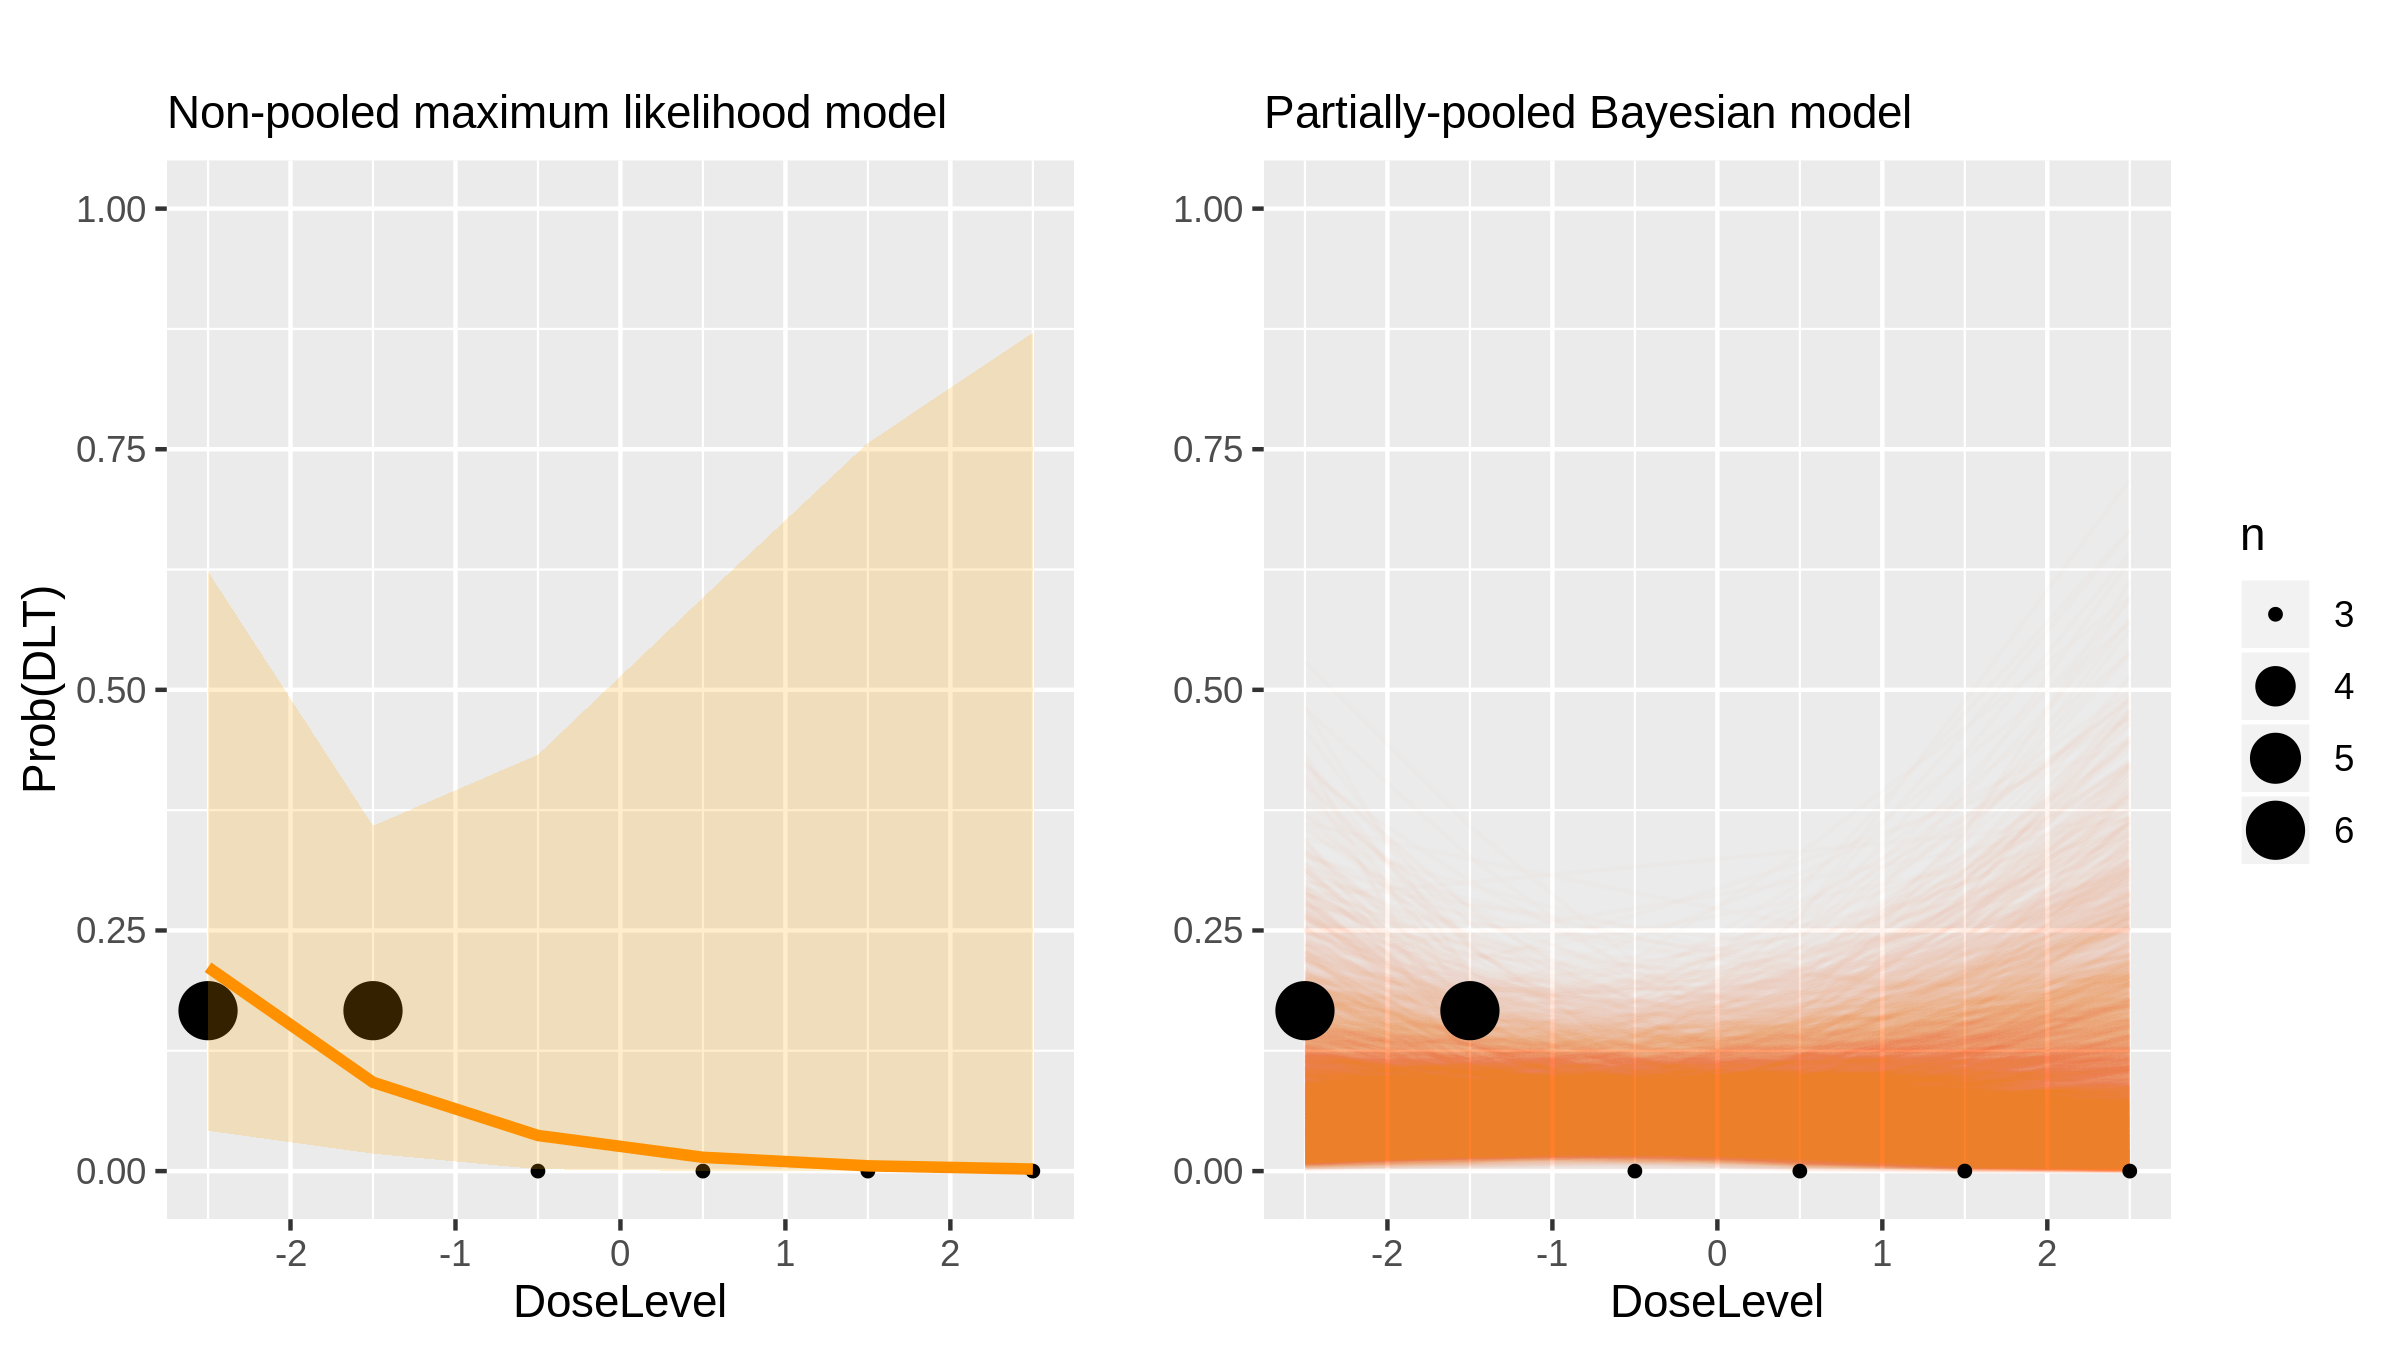 Non-pooled maximum likelihood model
Partially-pooled Bayesian model
Prob(DLT)
1.00
0.75
0.50
0.25
0.00
-2 -1 0 1 2
DoseLevel
1.00
0.75
0.50
0.25
0.00
-2 -1 0 1 2
DoseLevel
n
3
4
5
6